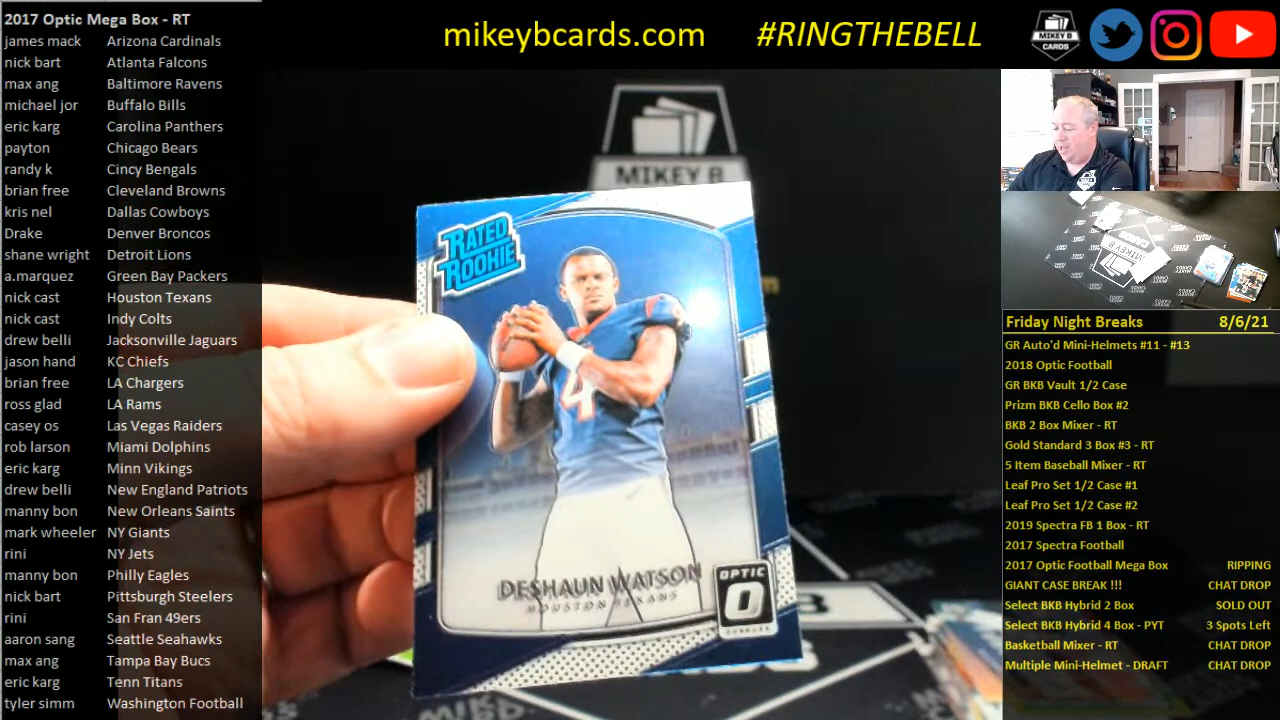 2017 Optic Mega Box - RT
james mack Arizona Cardinals
nick bart Atlanta Falcons
max ang Baltimore Ravens
michael jor Buffalo Bills
eric karg Carolina Panthers
payton Chicago Bears
randy k Cincy Bengals
brian free Cleveland Browns
kris nel Dallas Cowboys
Drake Denver Broncos
shane wright Detroit Lions
a.marquez Green Bay Packers
nick cast Houston Texans
nick cast Indy Colts
drew belli Jacksonville Jaguars
jason hand KC Chiefs
brian free LA Chargers
ross glad LA Rams
casey os Las Vegas Raiders
rob larson Miami Dolphins
eric karg Minn Vikings
drew belli New England Patriots
manny bon New Orleans Saints
mark wheeler NY Giants
rini NY Jets
manny bon Philly Eagles
nick bart Pittsburgh Steelers
rini San Fran 49ers
aaron sang Seattle Seahawks
max ang Tampa Bay Bucs
eric karg Tenn Titans
tyler simm Washington Football
mikeybcards.com #RINGTHEBELL
MIKEY B
CARDS
MIKEY B
RATED
ROOKIE
4
DESHAUN WATSON
HOUSTON TEXANS
OPTIC
O
DONRUSS
Friday Night Breaks 8/6/21
GR Auto'd Mini-Helmets #11 - #13
2018 Optic Football
GR BKB Vault 1/2 Case
Prizm BKB Cello Box #2
BKB 2 Box Mixer - RT
Gold Standard 3 Box #3 - RT
5 Item Baseball Mixer - RT
Leaf Pro Set 1/2 Case #1
Leaf Pro Set 1/2 Case #2
2019 Spectra FB 1 Box - RT
2017 Spectra Football
2017 Optic Football Mega Box RIPPING
GIANT CASE BREAK !!! CHAT DROP
Select BKB Hybrid 2 Box SOLD OUT
Select BKB Hybrid 4 Box - PYT 3 Spots Left
Basketball Mixer - RT CHAT DROP
Multiple Mini-Helmet - DRAFT CHAT DROP